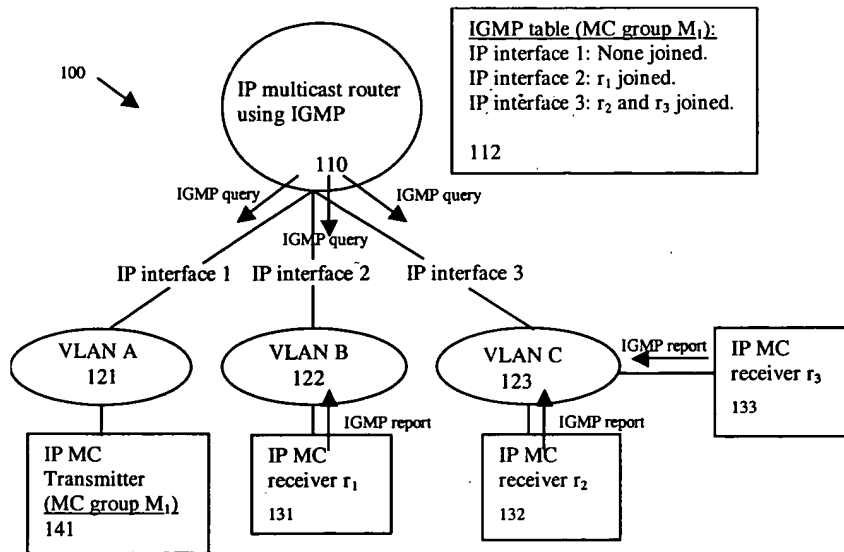 100
IP multicast router
using IGMP
110
IGMP table (MC group M₁):
IP interface 1: None joined.
IP interface 2: r₁ joined.
IP interface 3: r₂ and r₃ joined.
112
IGMP query
IGMP query
IGMP query
IP interface 1
IP interface 2
IP interface 3
VLAN A
121
VLAN B
122
VLAN C
123
IGMP report
IP MC
receiver r₃
133
IGMP report
IGMP report
IP MC
Transmitter
(MC group M₁)
141
IP MC
receiver r₁
131
IP MC
receiver r₂
132